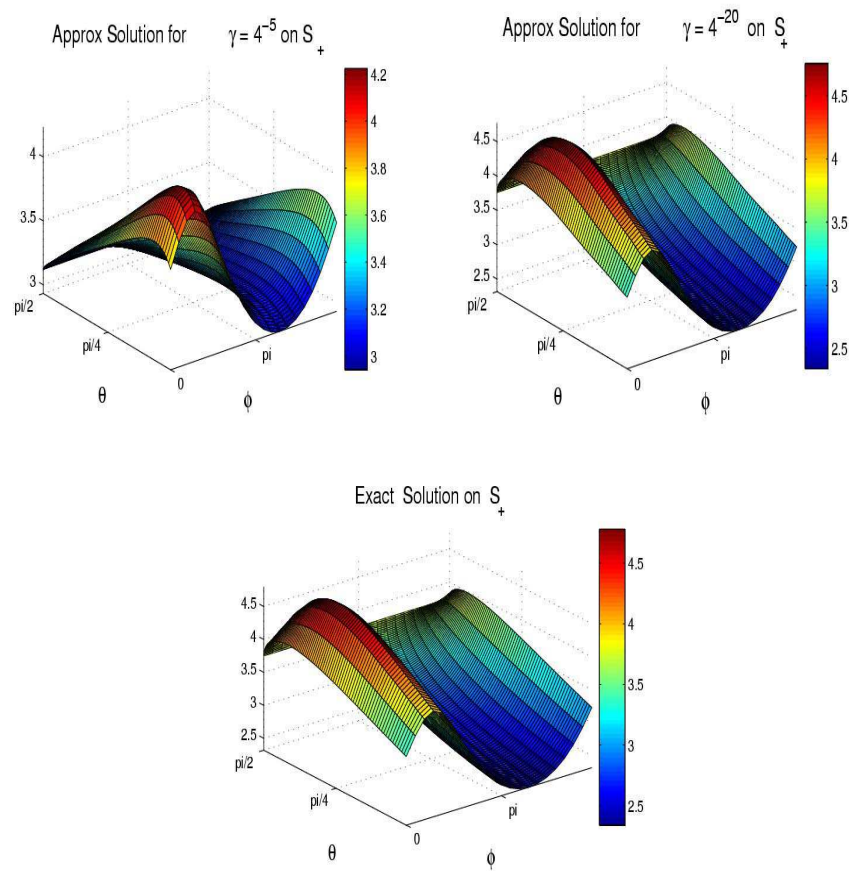 Approx Solution for γ = 4⁻⁵ on S₊
4
3.5
3
pi/2
pi/4
0
pi
θ
ϕ
4.2
4
3.8
3.6
3.4
3.2
3
Approx Solution for γ = 4⁻²⁰ on S₊
4.5
4
3.5
3
2.5
pi/2
pi/4
0
pi
θ
ϕ
4.5
4
3.5
3
2.5
Exact Solution on S₊
4.5
4
3.5
3
2.5
pi/2
pi/4
0
pi
θ
ϕ
4.5
4
3.5
3
2.5